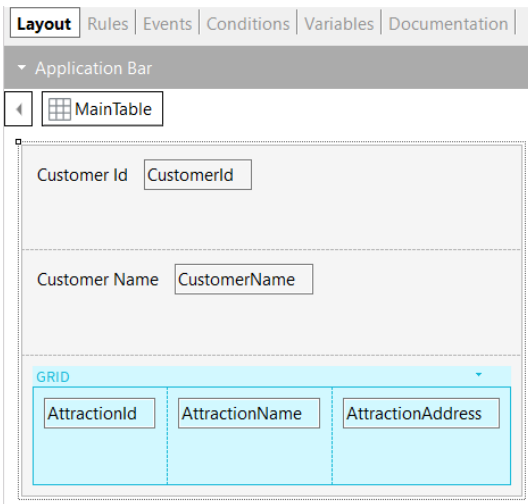 Layout Rules Events Conditions Variables Documentation
Application Bar
MainTable
Customer Id CustomerId
Customer Name CustomerName
GRID
AttractionId AttractionName AttractionAddress